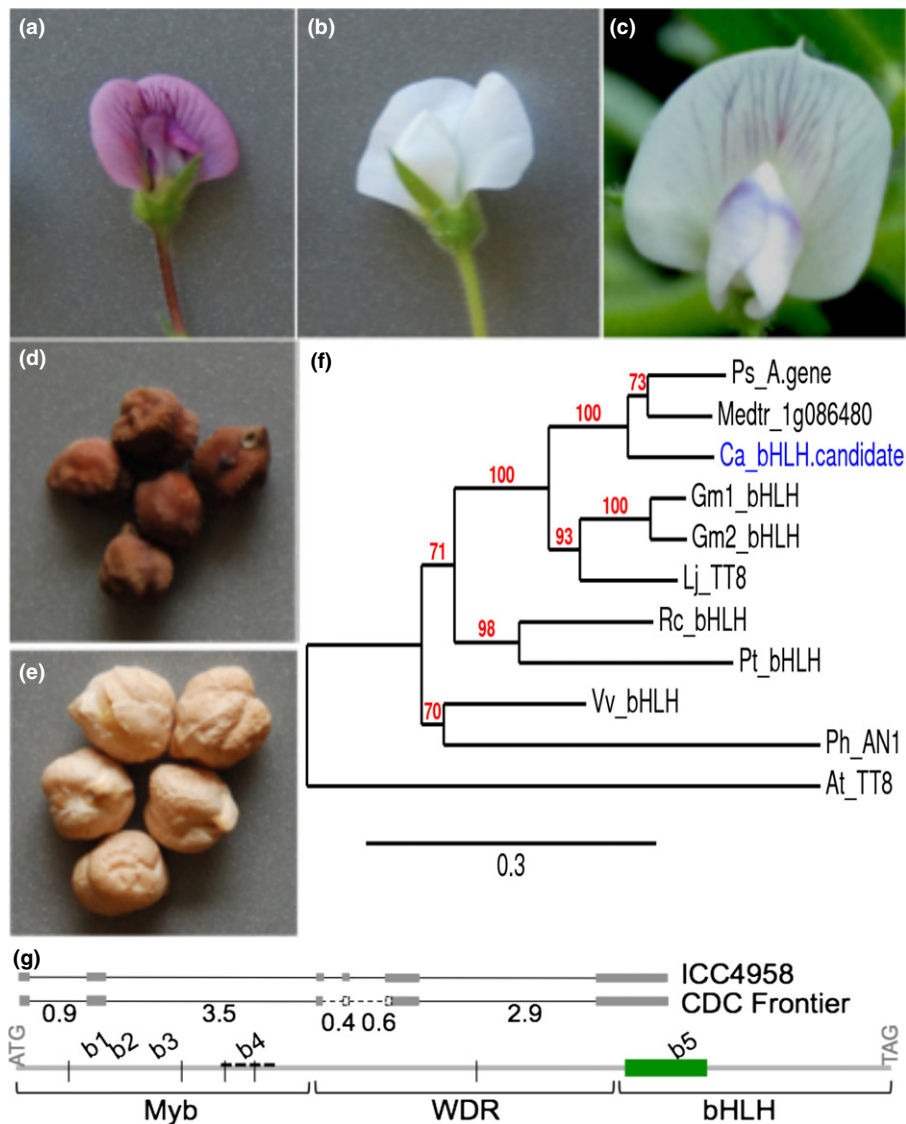 (a)
(b)
(c)
(d)
(e)
(f)
73
Ps_A.gene
Medtr_1g086480
100
Ca_bHLH.candidate
100
100
Gm1_bHLH
Gm2_bHLH
93
Lj_TT8
71
Rc_bHLH
98
Pt_bHLH
Vv_bHLH
70
Ph_AN1
At_TT8
0.3
(g)
ICC4958
CDC Frontier
0.9 3.5 0.4 0.6 2.9
ATG b1 b2 b3 b4 b5 TAG
Myb WDR bHLH